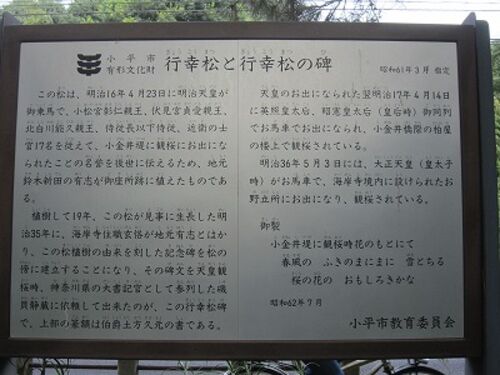 小平市
有形文化財
行幸松と行幸松の碑
昭和61年3月 指定
この松は、明治16年4月23日に明治天皇が
御乗馬で、小松宮彰仁親王、伏見宮貞愛親王、
北白川能久親王、侍従長以下侍従、近衛の士
官17名を従えて、小金井堤に観桜にお出にな
られたことの名誉を後世に伝えるため、地元
鈴木新田の有志が御座所跡に植えたものであ
る。
植樹して19年、この松が見事に生長した明
治35年に、海岸寺住職玄恪が地元有志とはか
り、この松植樹の由来を刻した記念碑を松の
傍に建立することになり、その碑文を天皇観
桜時、神奈川県の大書記官として参列した磯
貝静蔵に依頼して出来たのが、この行幸松碑
で、上部の篆額は伯爵土方久元の書である。
天皇のお出になられた翌明治17年4月14日
に英照皇太后、昭憲皇太后（皇后時）御同列
でお馬車でお出になられ、小金井橋際の柏屋
の楼上で観桜されている。
明治36年5月3日には、大正天皇（皇太子
時）がお馬車で、海岸寺境内に設けられたお
野立所にお出になり、観桜されている。
御製
小金井堤に観桜時花のもとにて
春風の ふきのまにまに 雪とちる
桜の花の おもしろきかな
昭和62年7月
小平市教育委員会